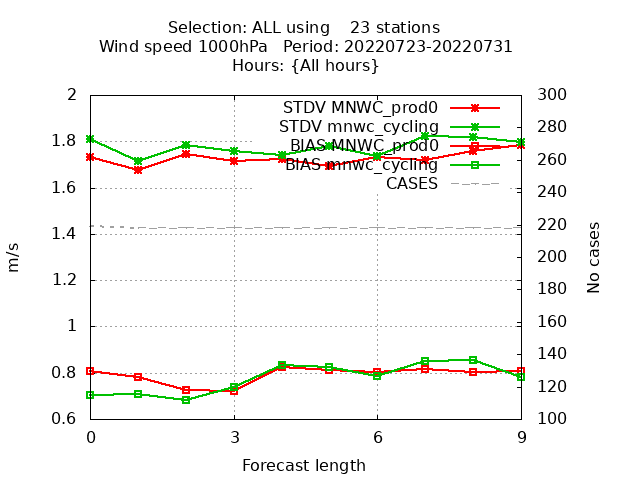 Selection: ALL using 23 stations
Wind speed 1000hPa Period: 20220723-20220731
Hours: {All hours}
STDV MNWC_prod0
STDV mnwc_cycling
BIAS MNWC_prod0
BIAS mnwc_cycling
CASES
2
1.8
1.6
1.4
1.2
1
0.8
0.6
m/s
300
280
260
240
220
200
180
160
140
120
100
No cases
0 3 6 9
Forecast length